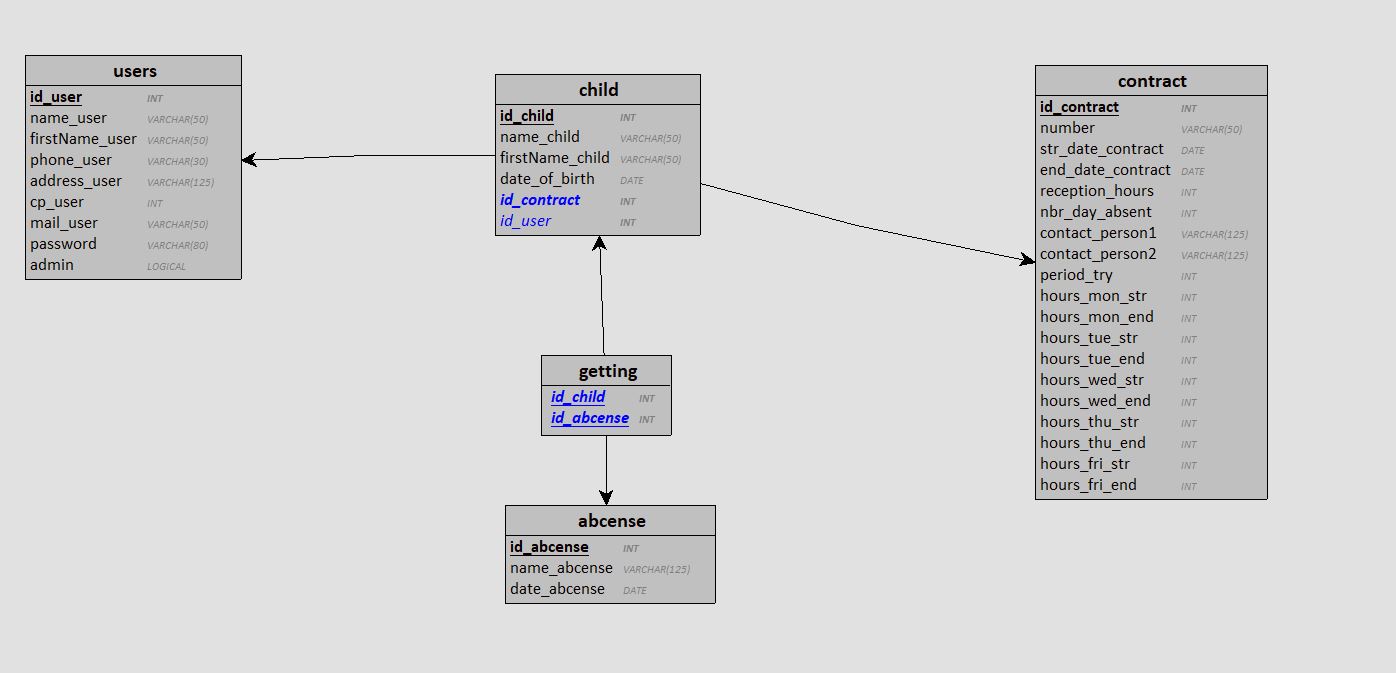 users
id_user INT
name_user VARCHAR(50)
firstName_user VARCHAR(50)
phone_user VARCHAR(30)
address_user VARCHAR(125)
cp_user INT
mail_user VARCHAR(50)
password VARCHAR(80)
admin LOGICAL
child
id_child INT
name_child VARCHAR(50)
firstName_child VARCHAR(50)
date_of_birth DATE
id_contract INT
id_user INT
contract
id_contract INT
number VARCHAR(50)
str_date_contract DATE
end_date_contract DATE
reception_hours INT
nbr_day_absent INT
contact_person1 VARCHAR(125)
contact_person2 VARCHAR(125)
period_try INT
hours_mon_str INT
hours_mon_end INT
hours_tue_str INT
hours_tue_end INT
hours_wed_str INT
hours_wed_end INT
hours_thu_str INT
hours_thu_end INT
hours_fri_str INT
hours_fri_end INT
getting
id_child INT
id_abcense INT
abcense
id_abcense INT
name_abcense VARCHAR(125)
date_abcense DATE